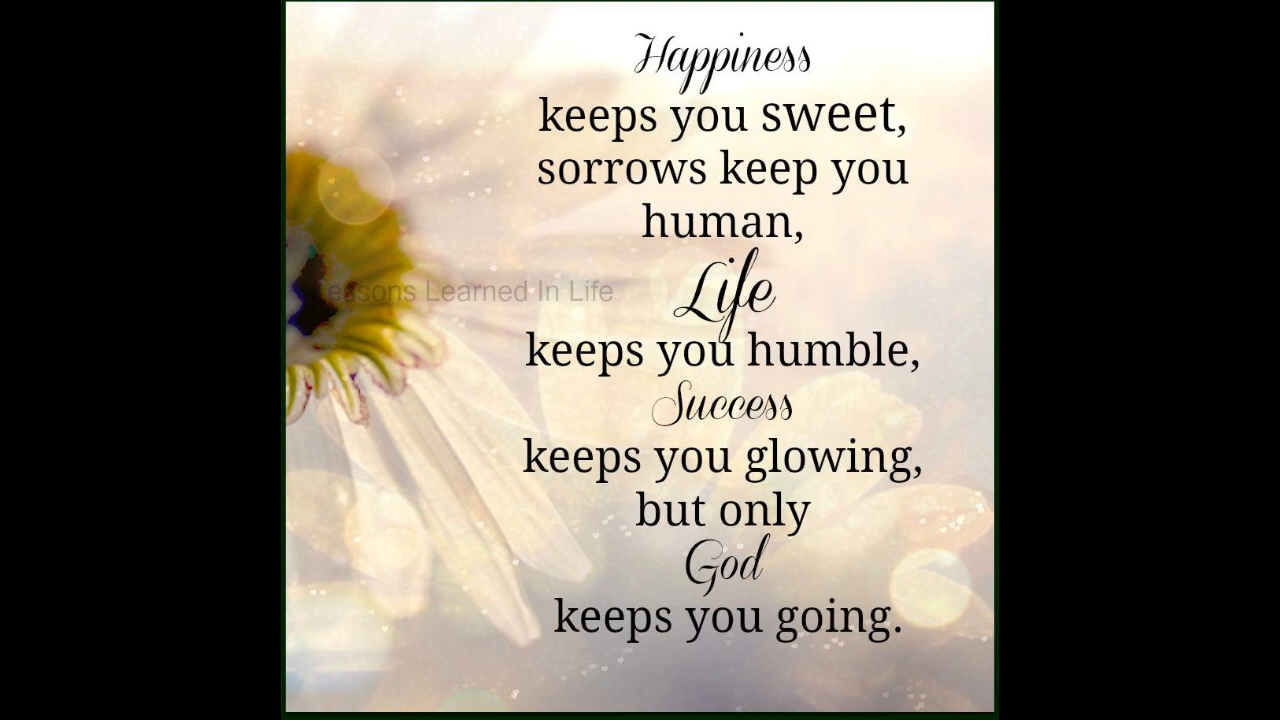 Happiness
keeps you sweet,
sorrows keep you
human,
Lessons Learned In Life
Life
keeps you humble,
Success
keeps you glowing,
but only
God
keeps you going.